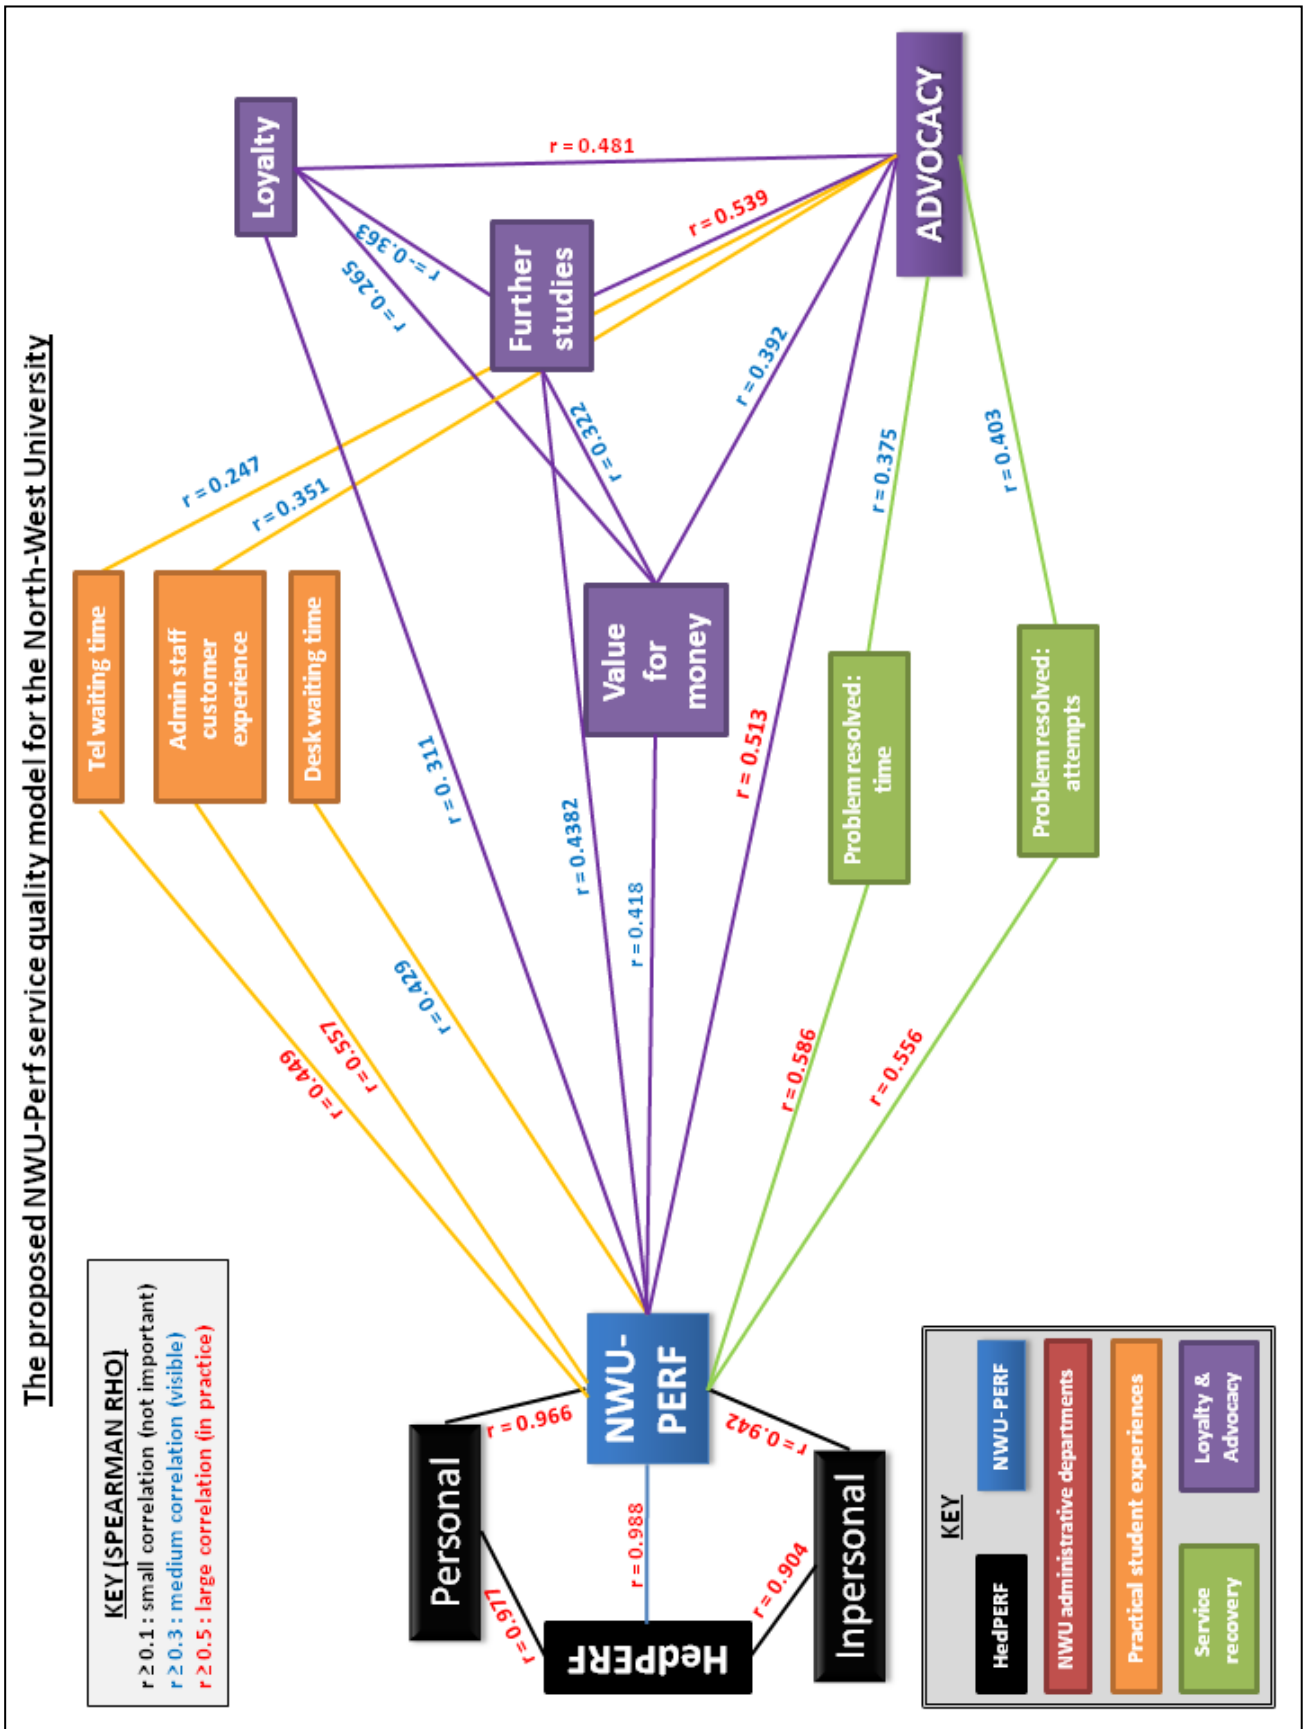 The proposed NWU-Perf service quality model for the North-West University
KEY (SPEARMAN RHO)
r ≥ 0.1 : small correlation (not important)
r ≥ 0.3 : medium correlation (visible)
r ≥ 0.5 : large correlation (in practice)
Tel waiting time
Admin staff
customer
experience
Desk waiting time
Loyalty
r = 0.247
r = 0.351
r = 0.449
r = 0.557
r = 0.429
r = 0.311
r = 0.265
r =-0.363
r = 0.481
Personal
r = 0.977
r = 0.966
HedPERF
r = 0.988
NWU-
PERF
r = 0.904
r = 0.942
Inpersonal
r = 0.4382
r = 0.418
Value
for
money
r = 0.322
Further
studies
r = 0.539
r = 0.392
r = 0.513
ADVOCACY
r = 0.586
r = 0.556
Problem resolved:
time
r = 0.375
Problem resolved:
attempts
r = 0.403
KEY
HedPERF
NWU-PERF
NWU administrative departments
Practical student experiences
Service
recovery
Loyalty &
Advocacy